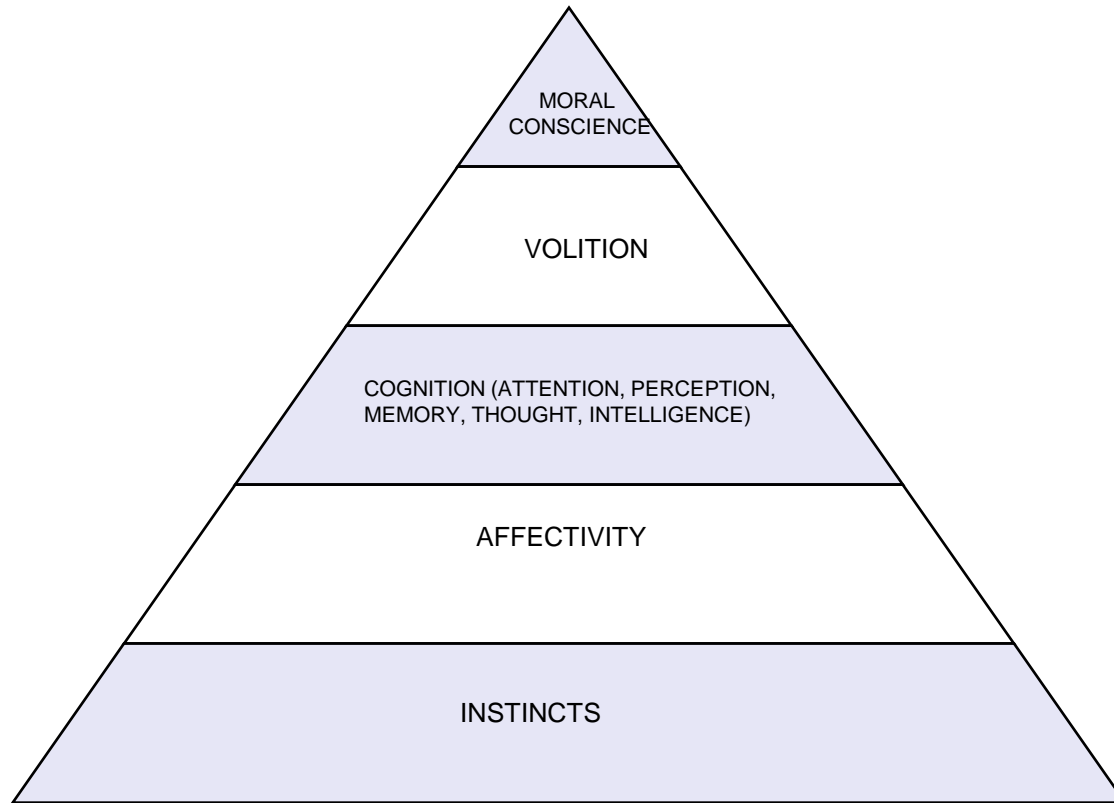 MORAL
CONSCIENCE
VOLITION
COGNITION (ATTENTION, PERCEPTION,
MEMORY, THOUGHT, INTELLIGENCE)
AFFECTIVITY
INSTINCTS